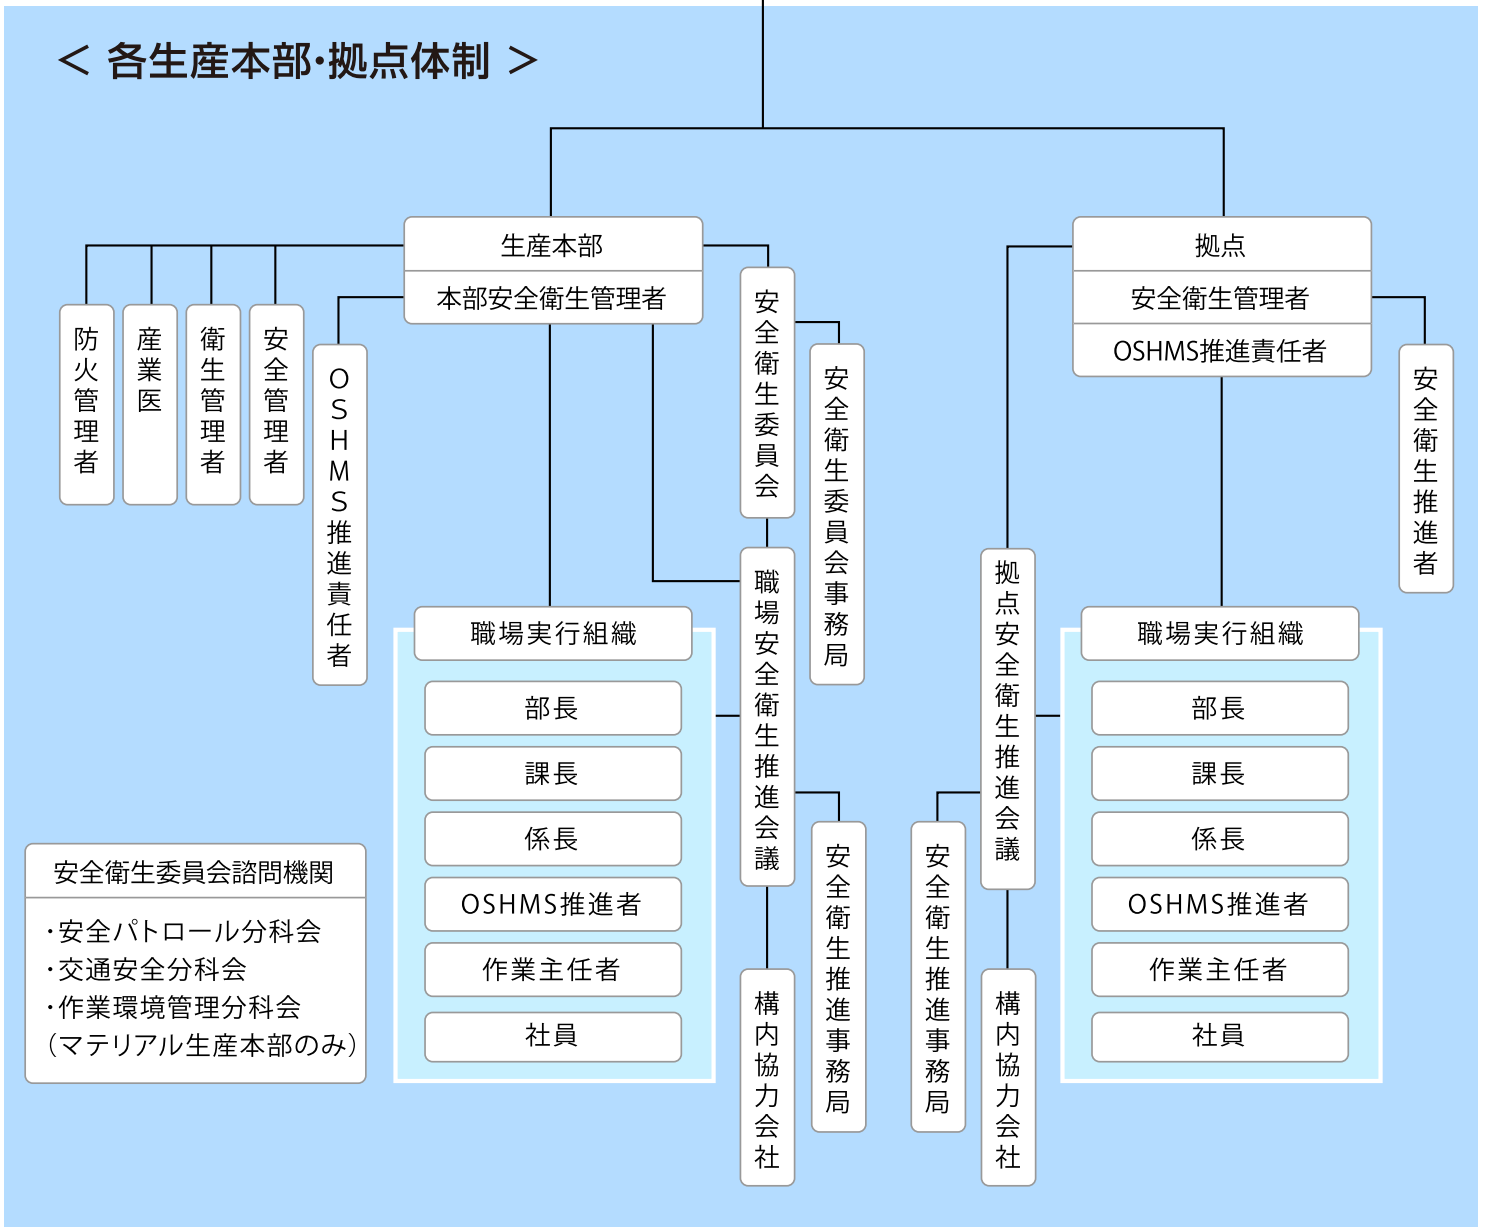 ＜ 各生産本部・拠点体制 ＞
生産本部
本部安全衛生管理者
防火管理者
産業医
衛生管理者
安全管理者
OSHMS推進責任者
安全衛生委員会
安全衛生委員会事務局
職場安全衛生推進会議
安全衛生推進事務局
構内協力会社
職場実行組織
部長
課長
係長
OSHMS推進者
作業主任者
社員
拠点
安全衛生管理者
OSHMS推進責任者
安全衛生推進者
拠点安全衛生推進会議
安全衛生推進事務局
構内協力会社
職場実行組織
部長
課長
係長
OSHMS推進者
作業主任者
社員
安全衛生委員会諮問機関
・安全パトロール分科会
・交通安全分科会
・作業環境管理分科会
（マテリアル生産本部のみ）